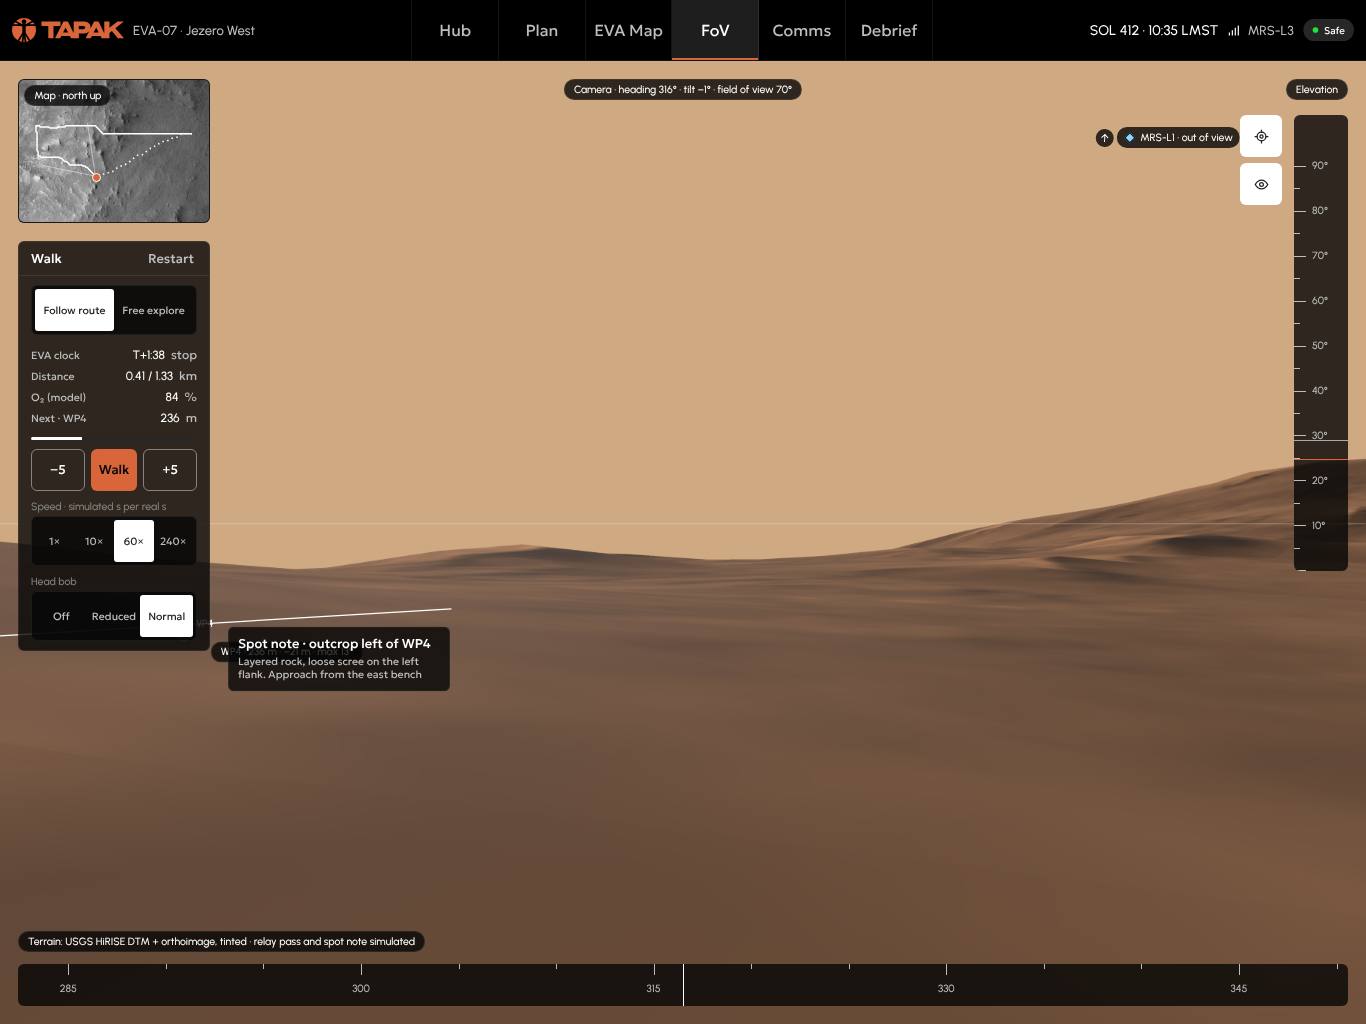 TAPAK EVA-07 · Jezero West
Hub
Plan
EVA Map
FoV
Comms
Debrief
SOL 412 · 10:35 LMST
MRS-L3
Safe
Map · north up
Camera · heading 316° · tilt −1° · field of view 70°
Elevation
MRS-L1 · out of view
90°
80°
70°
60°
50°
40°
30°
20°
10°
Walk
Restart
Follow route
Free explore
EVA clock T+1:38 stop
Distance 0.41 / 1.33 km
O₂ (model) 84 %
Next · WP4 236 m
−5
Walk
+5
Speed · simulated s per real s
1×
10×
60×
240×
Head bob
Off
Reduced
Normal
Spot note · outcrop left of WP4
Layered rock, loose scree on the left
flank. Approach from the east bench
Terrain: USGS HiRISE DTM + orthoimage, tinted · relay pass and spot note simulated
285
300
315
330
345